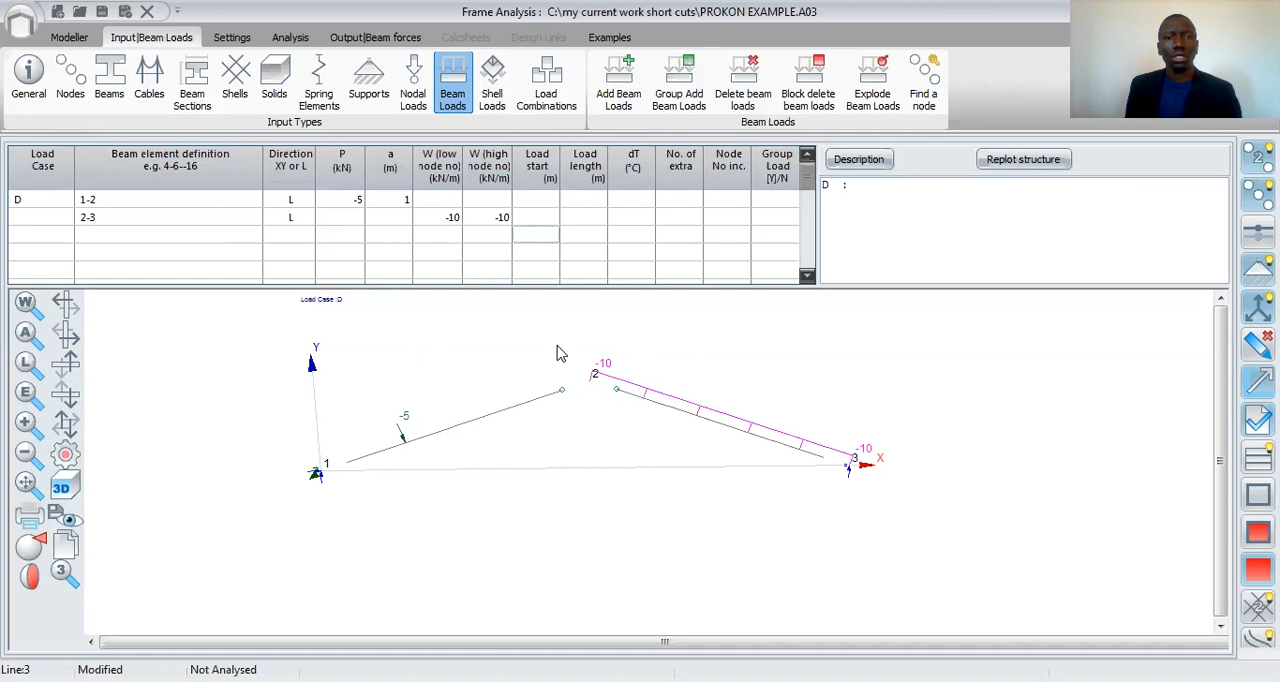 Frame Analysis : C:\my current work short cuts\PROKON EXAMPLE.A03
Modeller Input|Beam Loads Settings Analysis Output|Beam forces Calcsheets Design Links Examples
General Nodes Beams Cables Beam Sections Shells Solids Spring Elements Supports Nodal Loads Beam Loads Shell Loads Load Combinations Add Beam Loads Group Add Beam Loads Delete beam loads Block delete beam loads Explode Beam Loads Find a node
Input Types Beam Loads
Load Case Beam element definition e.g. 4-6--16 Direction XY or L P (kN) a (m) W (low node no) (kN/m) W (high node no) (kN/m) Load start (m) Load length (m) dT (°C) No. of extra Node No inc. Group Load [Y]/N
Description Replot structure
D 1-2 L -5 1
2-3 L -10 -10
D :
Load Case :D
Y
-10
2
-5
1
-10
3 X
W
A
L
E
3D
3
2
2
Line:3 Modified Not Analysed